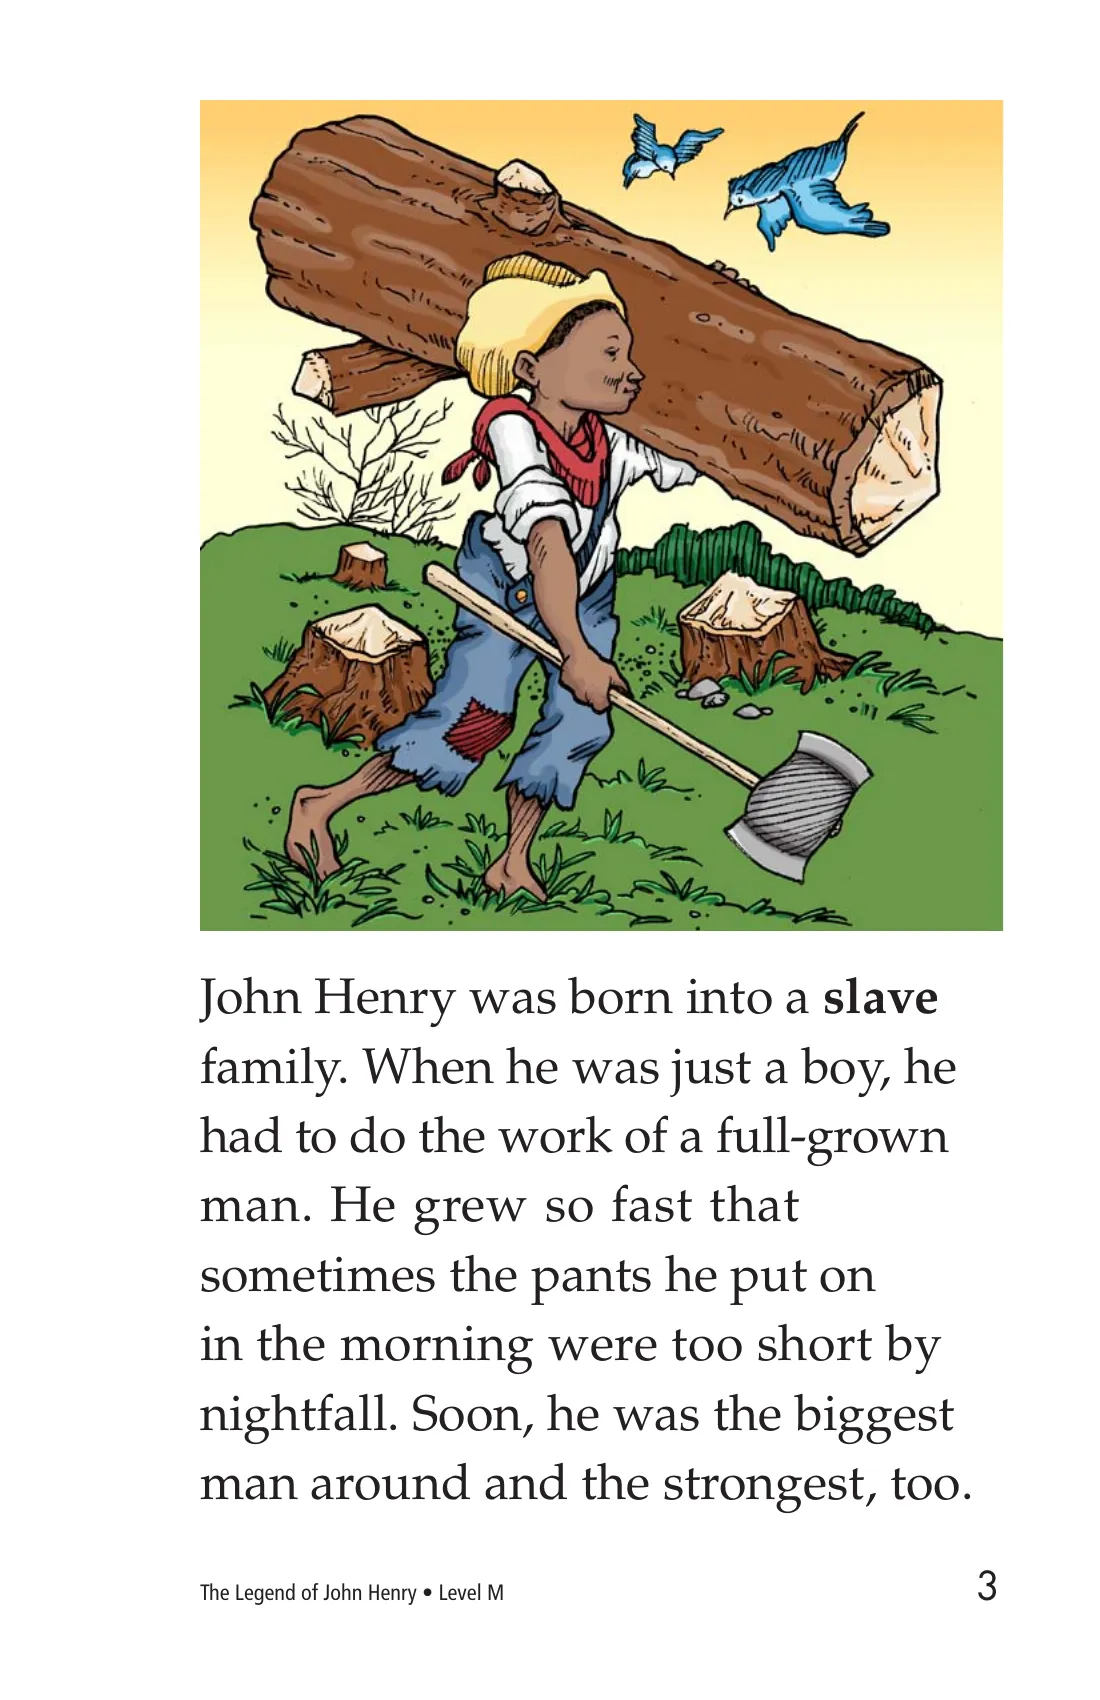 John Henry was born into a slave
family. When he was just a boy, he
had to do the work of a full-grown
man. He grew so fast that
sometimes the pants he put on
in the morning were too short by
nightfall. Soon, he was the biggest
man around and the strongest, too.
The Legend of John Henry • Level M 3